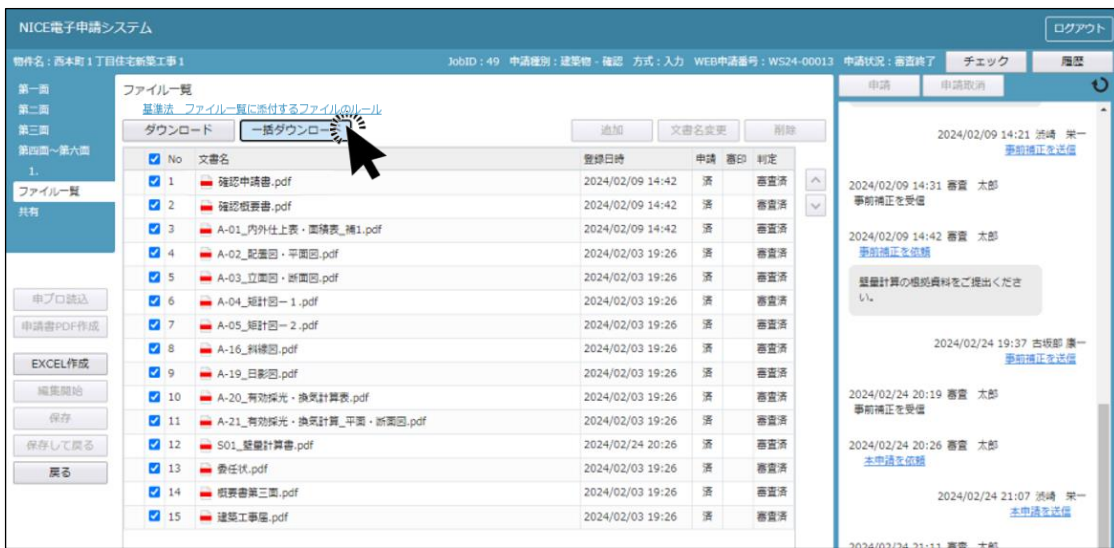 NICE電子申請システム
ログアウト
物件名：西本町1丁目住宅新築工事1
JobID：49 申請種別：建築物 - 確認 方式：入力 WEB申請番号：WS24-00013 申請状況：審査終了
チェック
履歴
第一面
第二面
第三面
第四面～第六面
1.
ファイル一覧
共有
申プロ読込
申請書PDF作成
EXCEL作成
編集開始
保存
保存して戻る
戻る
ファイル一覧
基準法 ファイル一覧に添付するファイルのルール
ダウンロード
一括ダウンロー
追加
文書名変更
削除
No 文書名 登録日時 申請 審印 判定
1 確認申請書.pdf 2024/02/09 14:42 済 審査済
2 確認概要書.pdf 2024/02/09 14:42 済 審査済
3 A-01_内外仕上表・面積表_補1.pdf 2024/02/09 14:42 済 審査済
4 A-02_配置図・平面図.pdf 2024/02/03 19:26 済 審査済
5 A-03_立面図・断面図.pdf 2024/02/03 19:26 済 審査済
6 A-04_矩計図－1.pdf 2024/02/03 19:26 済 審査済
7 A-05_矩計図－2.pdf 2024/02/03 19:26 済 審査済
8 A-16_斜線図.pdf 2024/02/03 19:26 済 審査済
9 A-19_日影図.pdf 2024/02/03 19:26 済 審査済
10 A-20_有効採光・換気計算表.pdf 2024/02/03 19:26 済 審査済
11 A-21_有効採光・換気計算_平面・断面図.pdf 2024/02/03 19:26 済 審査済
12 S01_壁量計算書.pdf 2024/02/24 20:26 済 審査済
13 委任状.pdf 2024/02/03 19:26 済 審査済
14 概要書第三面.pdf 2024/02/03 19:26 済 審査済
15 建築工事届.pdf 2024/02/03 19:26 済 審査済
申請
申請取消
2024/02/09 14:21 渋崎 栄一
事前補正を送信
2024/02/09 14:31 審査 太郎
事前補正を受信
2024/02/09 14:42 審査 太郎
事前補正を依頼
壁量計算の根拠資料をご提出くださ
い。
2024/02/24 19:37 古坂部 康一
事前補正を送信
2024/02/24 20:19 審査 太郎
事前補正を受信
2024/02/24 20:26 審査 太郎
本申請を依頼
2024/02/24 21:07 渋崎 栄一
本申請を送信
2024/02/24 21:11 審査 太郎